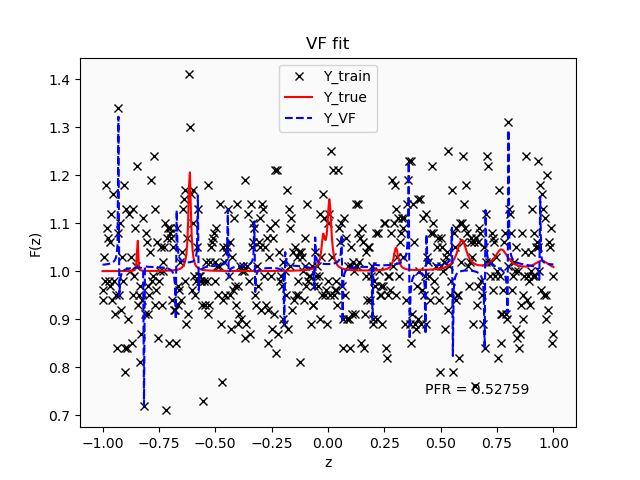 VF fit
Y_train
Y_true
Y_VF
1.4
1.3
1.2
1.1
1.0
0.9
0.8
0.7
F(z)
PFR = 0.52759
−1.00 −0.75 −0.50 −0.25 0.00 0.25 0.50 0.75 1.00
z